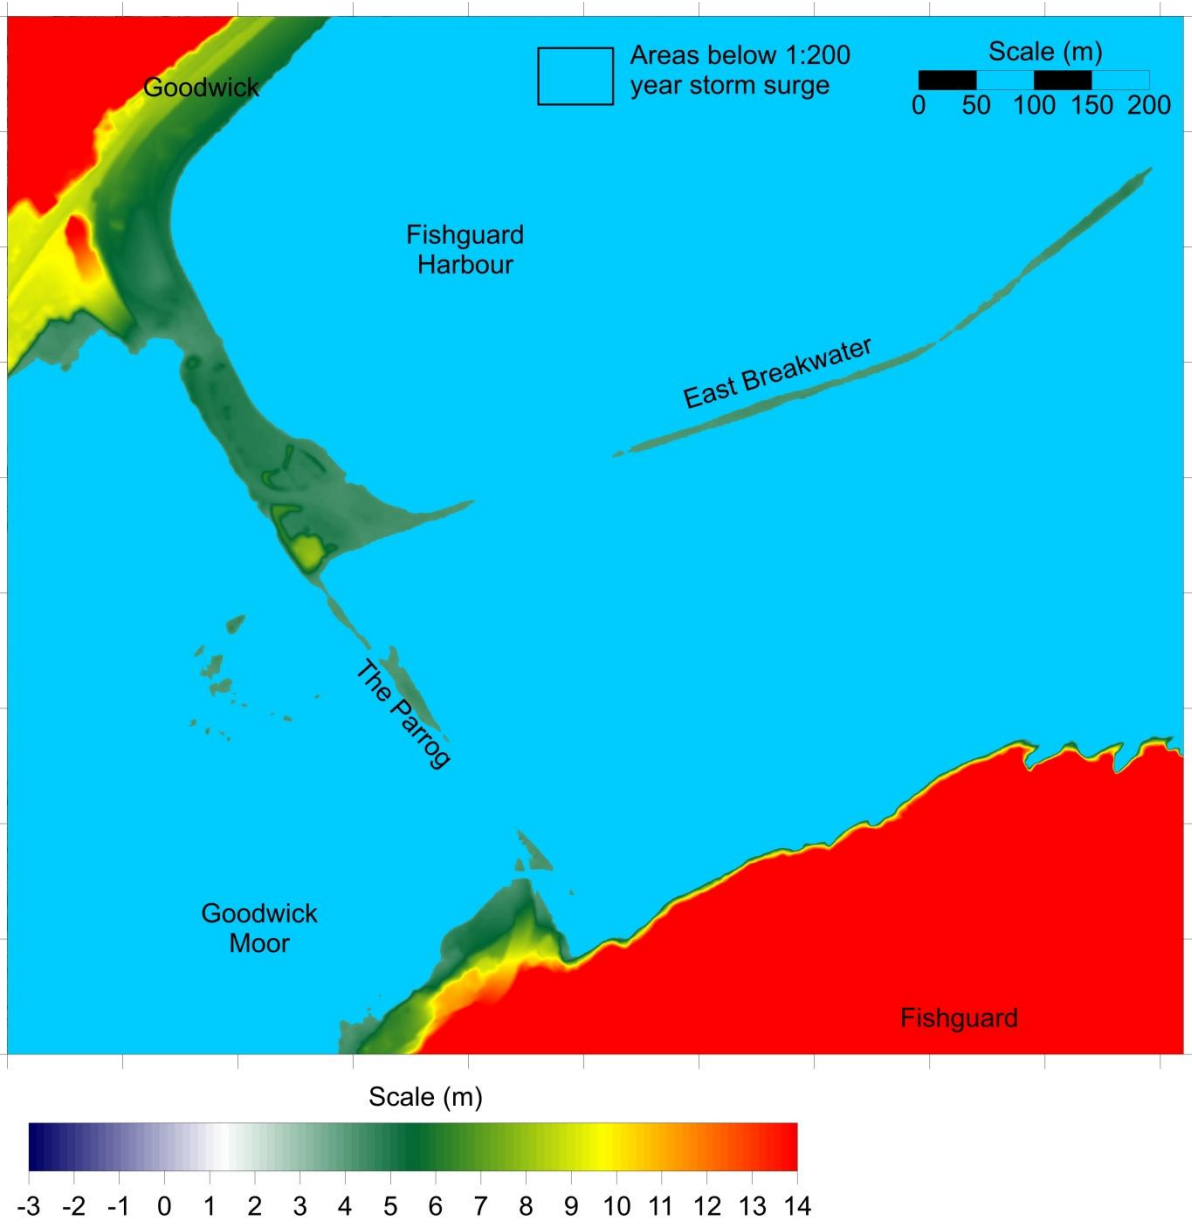 Goodwick
Areas below 1:200
year storm surge
Scale (m)
0 50 100 150 200
Fishguard
Harbour
East Breakwater
The Parrog
Goodwick
Moor
Fishguard
Scale (m)
-3 -2 -1 0 1 2 3 4 5 6 7 8 9 10 11 12 13 14